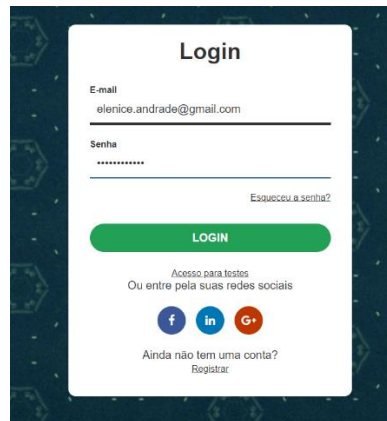 Login
E-mail
elenice.andrade@gmail.com
Senha
••••••••••••
Esqueceu a senha?
LOGIN
Acesso para testes
Ou entre pela suas redes sociais
f in G+
Ainda não tem uma conta?
Registrar